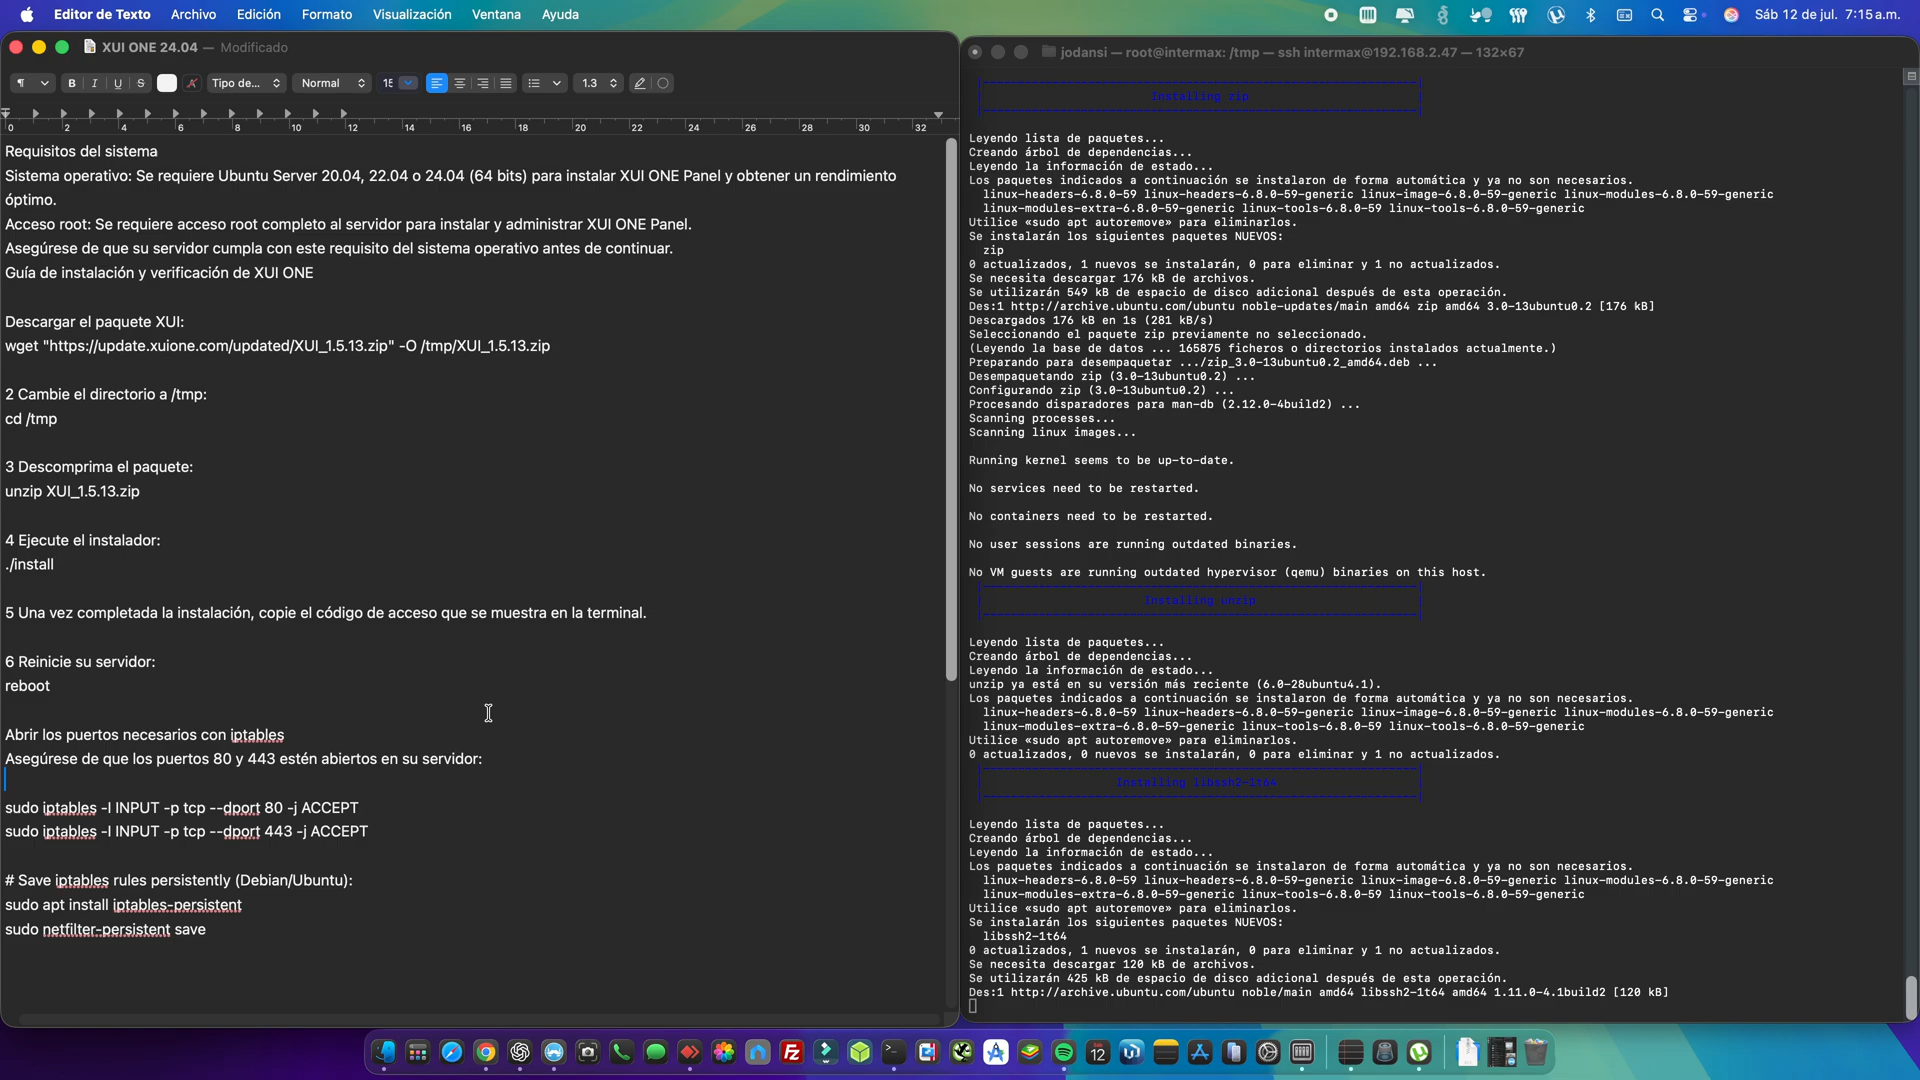 Editor de Texto Archivo Edición Formato Visualización Ventana Ayuda
Sáb 12 de jul. 7:15 a.m.
XUI ONE 24.04 — Modificado
B I U S Tipo de... Normal 15 1.3
0 2 4 6 8 10 12 14 16 18 20 22 24 26 28 30 32
Requisitos del sistema
Sistema operativo: Se requiere Ubuntu Server 20.04, 22.04 o 24.04 (64 bits) para instalar XUI ONE Panel y obtener un rendimiento
óptimo.
Acceso root: Se requiere acceso root completo al servidor para instalar y administrar XUI ONE Panel.
Asegúrese de que su servidor cumpla con este requisito del sistema operativo antes de continuar.
Guía de instalación y verificación de XUI ONE
Descargar el paquete XUI:
wget "https://update.xuione.com/updated/XUI_1.5.13.zip" -O /tmp/XUI_1.5.13.zip
2 Cambie el directorio a /tmp:
cd /tmp
3 Descomprima el paquete:
unzip XUI_1.5.13.zip
4 Ejecute el instalador:
./install
5 Una vez completada la instalación, copie el código de acceso que se muestra en la terminal.
6 Reinicie su servidor:
reboot
Abrir los puertos necesarios con iptables
Asegúrese de que los puertos 80 y 443 estén abiertos en su servidor:
sudo iptables -I INPUT -p tcp --dport 80 -j ACCEPT
sudo iptables -I INPUT -p tcp --dport 443 -j ACCEPT
# Save iptables rules persistently (Debian/Ubuntu):
sudo apt install iptables-persistent
sudo netfilter-persistent save
jodansi — root@intermax: /tmp — ssh intermax@192.168.2.47 — 132×67
Installing zip
Leyendo lista de paquetes...
Creando árbol de dependencias...
Leyendo la información de estado...
Los paquetes indicados a continuación se instalaron de forma automática y ya no son necesarios.
linux-headers-6.8.0-59 linux-headers-6.8.0-59-generic linux-image-6.8.0-59-generic linux-modules-6.8.0-59-generic
linux-modules-extra-6.8.0-59-generic linux-tools-6.8.0-59 linux-tools-6.8.0-59-generic
Utilice «sudo apt autoremove» para eliminarlos.
Se instalarán los siguientes paquetes NUEVOS:
zip
0 actualizados, 1 nuevos se instalarán, 0 para eliminar y 1 no actualizados.
Se necesita descargar 176 kB de archivos.
Se utilizarán 549 kB de espacio de disco adicional después de esta operación.
Des:1 http://archive.ubuntu.com/ubuntu noble-updates/main amd64 zip amd64 3.0-13ubuntu0.2 [176 kB]
Descargados 176 kB en 1s (281 kB/s)
Seleccionando el paquete zip previamente no seleccionado.
(Leyendo la base de datos ... 165875 ficheros o directorios instalados actualmente.)
Preparando para desempaquetar .../zip_3.0-13ubuntu0.2_amd64.deb ...
Desempaquetando zip (3.0-13ubuntu0.2) ...
Configurando zip (3.0-13ubuntu0.2) ...
Procesando disparadores para man-db (2.12.0-4build2) ...
Scanning processes...
Scanning linux images...
Running kernel seems to be up-to-date.
No services need to be restarted.
No containers need to be restarted.
No user sessions are running outdated binaries.
No VM guests are running outdated hypervisor (qemu) binaries on this host.
Installing unzip
Leyendo lista de paquetes...
Creando árbol de dependencias...
Leyendo la información de estado...
unzip ya está en su versión más reciente (6.0-28ubuntu4.1).
Los paquetes indicados a continuación se instalaron de forma automática y ya no son necesarios.
linux-headers-6.8.0-59 linux-headers-6.8.0-59-generic linux-image-6.8.0-59-generic linux-modules-6.8.0-59-generic
linux-modules-extra-6.8.0-59-generic linux-tools-6.8.0-59 linux-tools-6.8.0-59-generic
Utilice «sudo apt autoremove» para eliminarlos.
0 actualizados, 0 nuevos se instalarán, 0 para eliminar y 1 no actualizados.
Installing libssh2-1t64
Leyendo lista de paquetes...
Creando árbol de dependencias...
Leyendo la información de estado...
Los paquetes indicados a continuación se instalaron de forma automática y ya no son necesarios.
linux-headers-6.8.0-59 linux-headers-6.8.0-59-generic linux-image-6.8.0-59-generic linux-modules-6.8.0-59-generic
linux-modules-extra-6.8.0-59-generic linux-tools-6.8.0-59 linux-tools-6.8.0-59-generic
Utilice «sudo apt autoremove» para eliminarlos.
Se instalarán los siguientes paquetes NUEVOS:
libssh2-1t64
0 actualizados, 1 nuevos se instalarán, 0 para eliminar y 1 no actualizados.
Se necesita descargar 120 kB de archivos.
Se utilizarán 425 kB de espacio de disco adicional después de esta operación.
Des:1 http://archive.ubuntu.com/ubuntu noble/main amd64 libssh2-1t64 amd64 1.11.0-4.1build2 [120 kB]
12